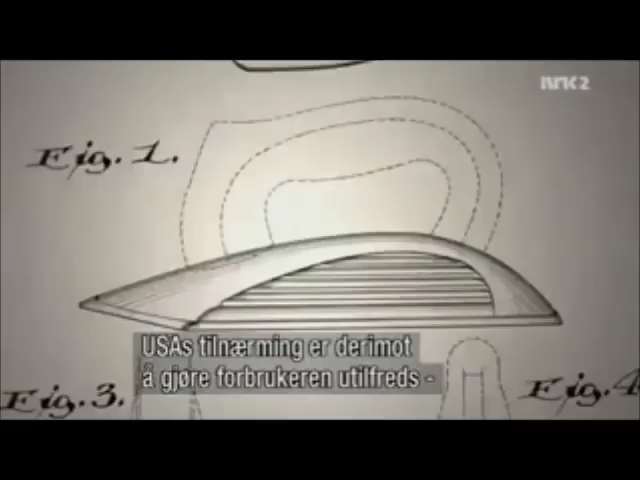 NRK2
Fig. 1.
USAs tilnærming er derimot
å gjøre forbrukeren utilfreds -
Fig. 3.
Fig. 4